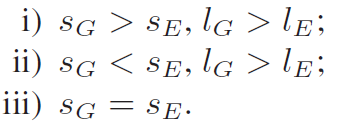 i) s_G > s_E, l_G > l_E;
ii) s_G < s_E, l_G > l_E;
iii) s_G = s_E.